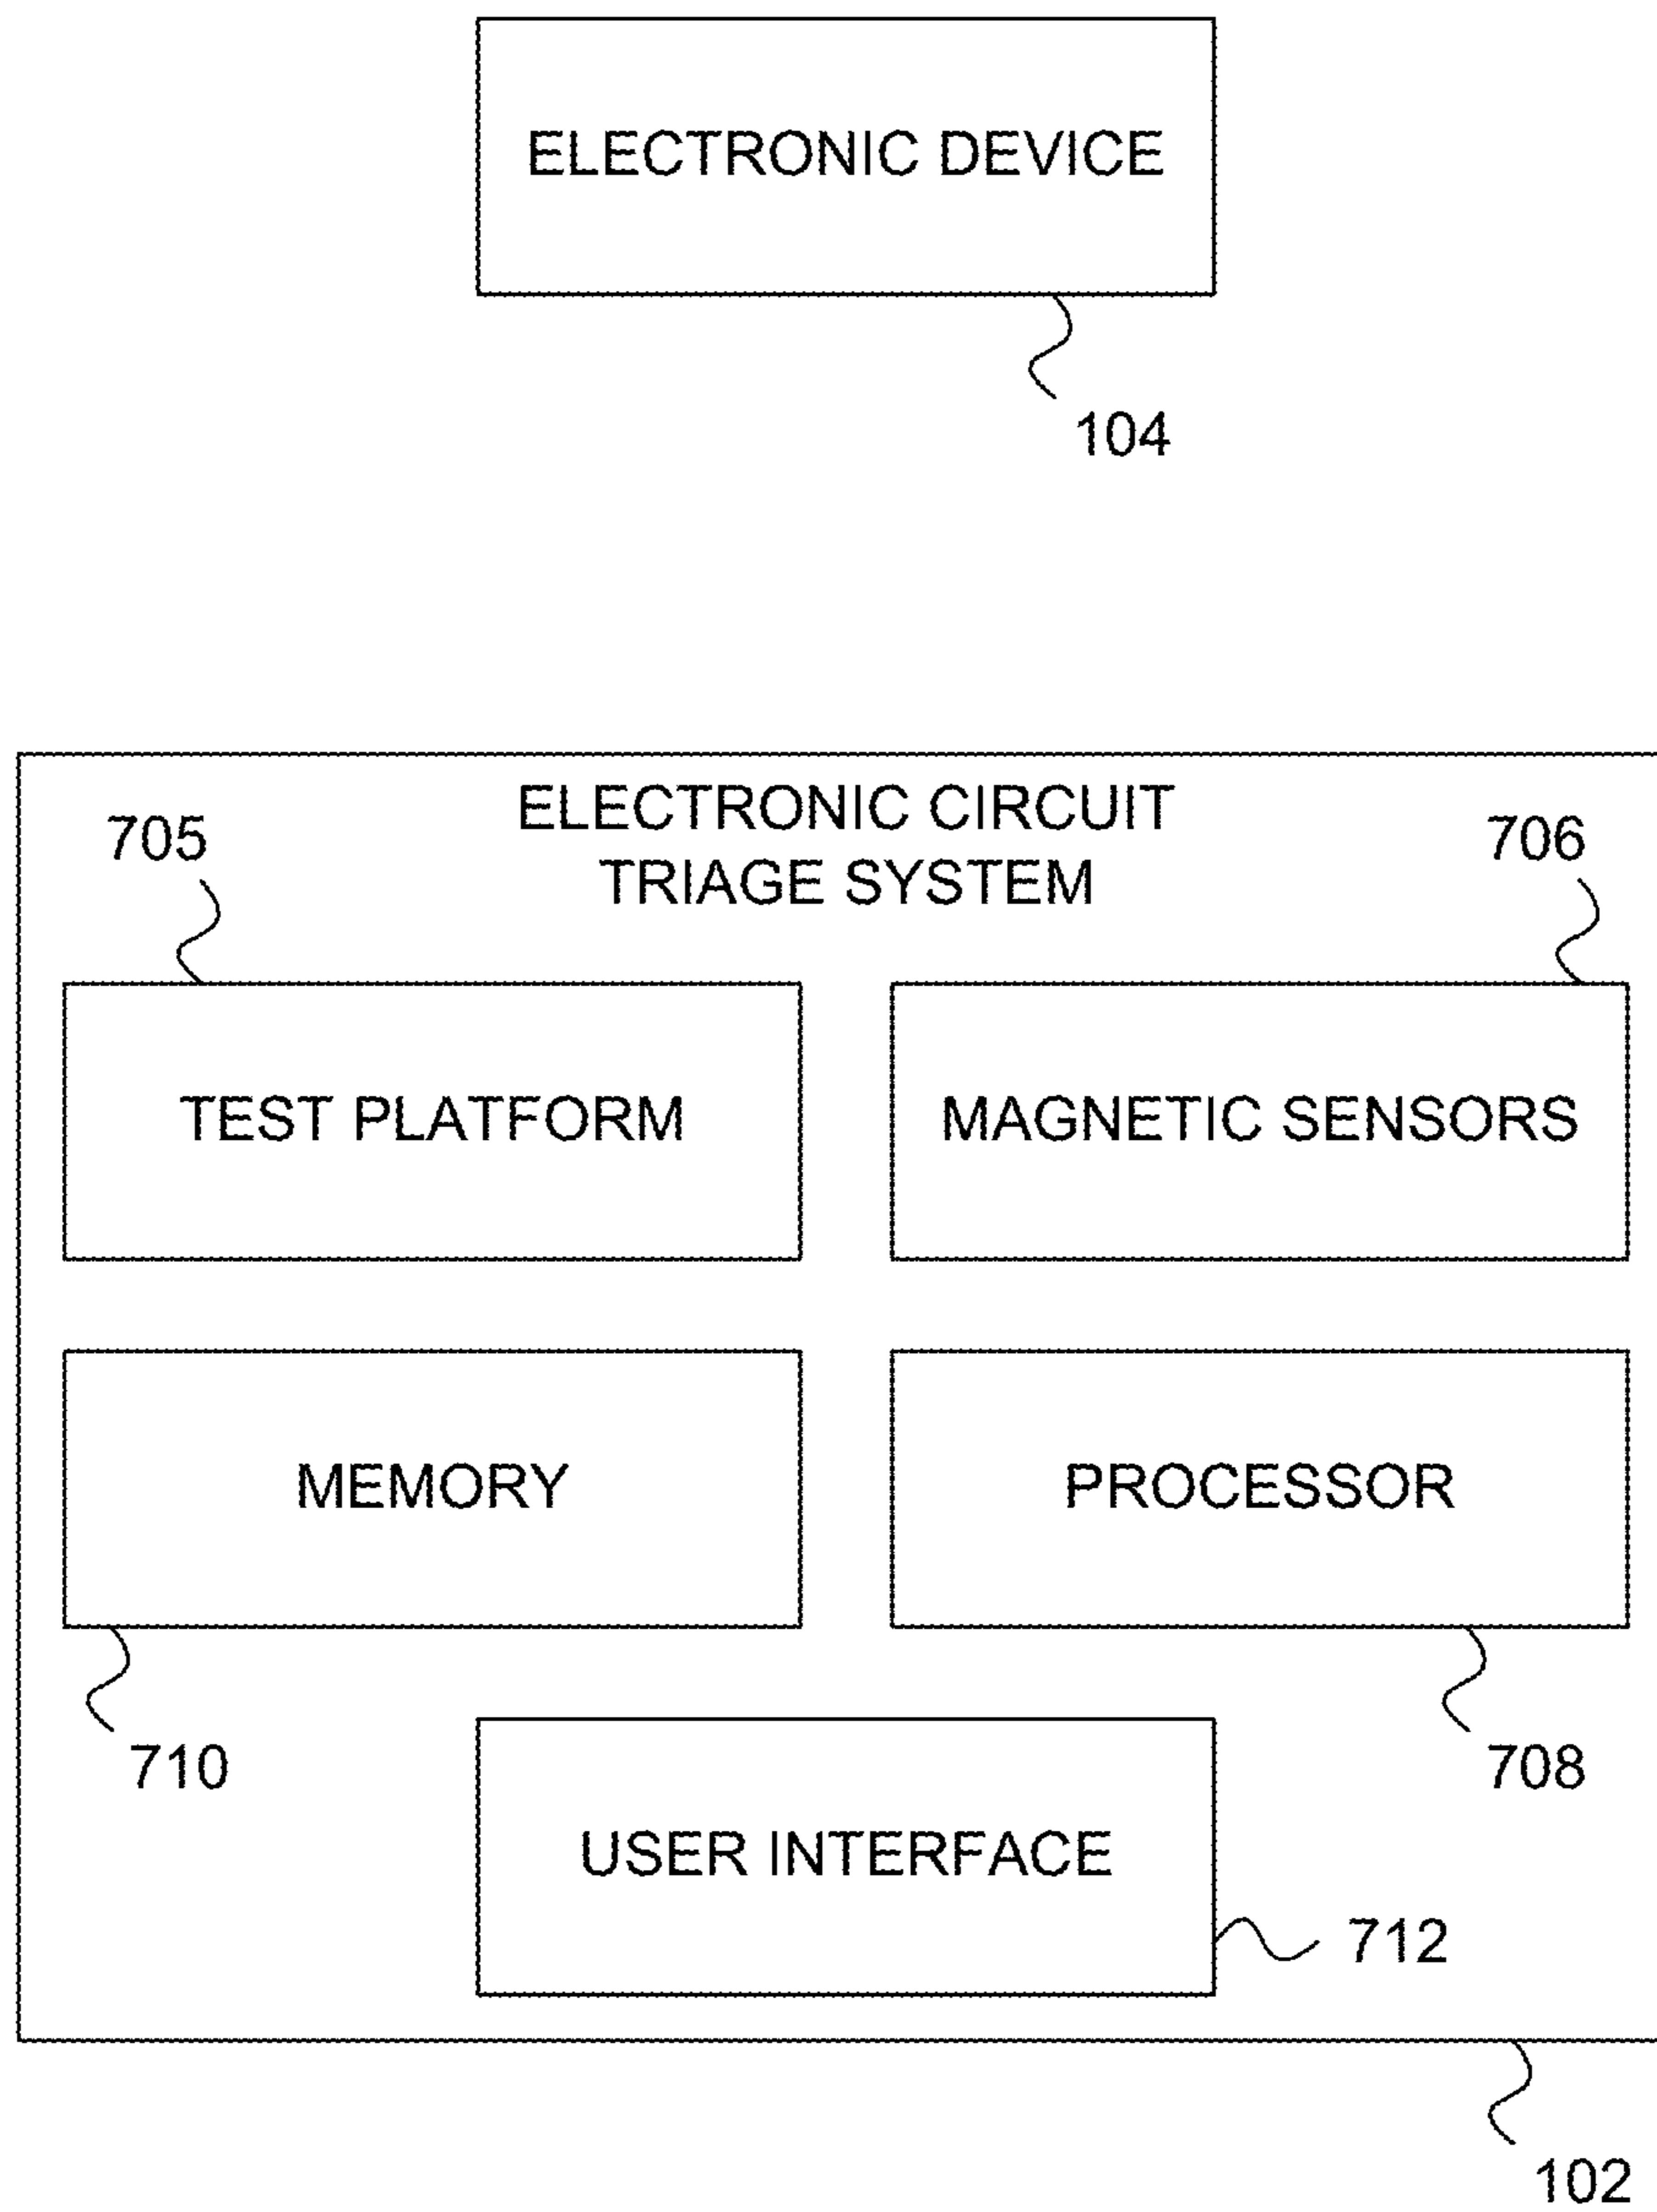 ELECTRONIC DEVICE
104
ELECTRONIC CIRCUIT
TRIAGE SYSTEM
705
706
TEST PLATFORM
MAGNETIC SENSORS
MEMORY
PROCESSOR
710
708
USER INTERFACE
712
102